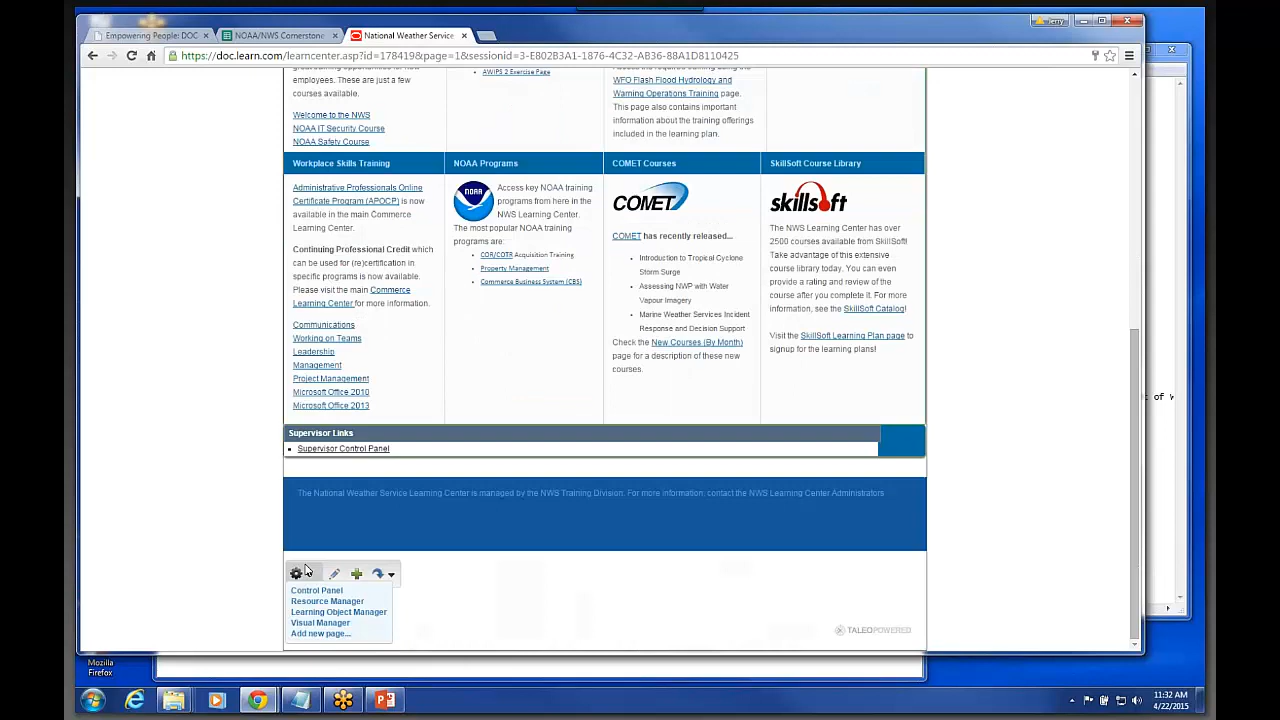 Jerry
Empowering People: DOC
NOAA/NWS Cornerstone
National Weather Service
https://doc.learn.com/learncenter.asp?id=178419&page=1&sessionid=3-E802B3A1-1876-4C32-AB36-88A1D8110425
employees. These are just a few
courses available.
Welcome to the NWS
NOAA IT Security Course
NOAA Safety Course
AWIPS 2 Exercise Page
WFO Flash Flood Hydrology and
Warning Operations Training page.
This page also contains important
information about the training offerings
included in the learning plan.
Workplace Skills Training
Administrative Professionals Online
Certificate Program (APOCP) is now
available in the main Commerce
Learning Center.
Continuing Professional Credit which
can be used for (re)certification in
specific programs is now available.
Please visit the main Commerce
Learning Center for more information.
Communications
Working on Teams
Leadership
Management
Project Management
Microsoft Office 2010
Microsoft Office 2013
NOAA Programs
NOAA
Access key NOAA training
programs from here in the
NWS Learning Center.
The most popular NOAA training
programs are:
COR/COTR Acquisition Training
Property Management
Commerce Business System (CBS)
COMET Courses
COMET
COMET has recently released...
Introduction to Tropical Cyclone
Storm Surge
Assessing NWP with Water
Vapour Imagery
Marine Weather Services Incident
Response and Decision Support
Check the New Courses (By Month)
page for a description of these new
courses.
SkillSoft Course Library
skillsoft
The NWS Learning Center has over
2500 courses available from SkillSoft!
Take advantage of this extensive
course library today. You can even
provide a rating and review of the
course after you complete it. For more
information, see the SkillSoft Catalog!
Visit the SkillSoft Learning Plan page to
signup for the learning plans!
Supervisor Links
Supervisor Control Panel
The National Weather Service Learning Center is managed by the NWS Training Division. For more information, contact the NWS Learning Center Administrators
Control Panel
Resource Manager
Learning Object Manager
Visual Manager
Add new page...
TALEOPOWERED
of
Mozilla
Firefox
11:32 AM
4/22/2015